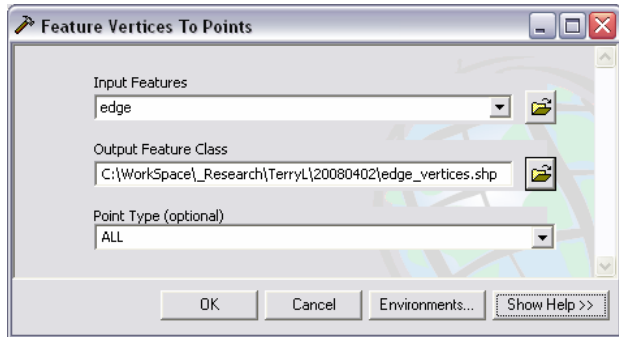 Feature Vertices To Points
Input Features
edge
Output Feature Class
C:\WorkSpace\_Research\TerryL\20080402\edge_vertices.shp
Point Type (optional)
ALL
OK Cancel Environments... Show Help >>